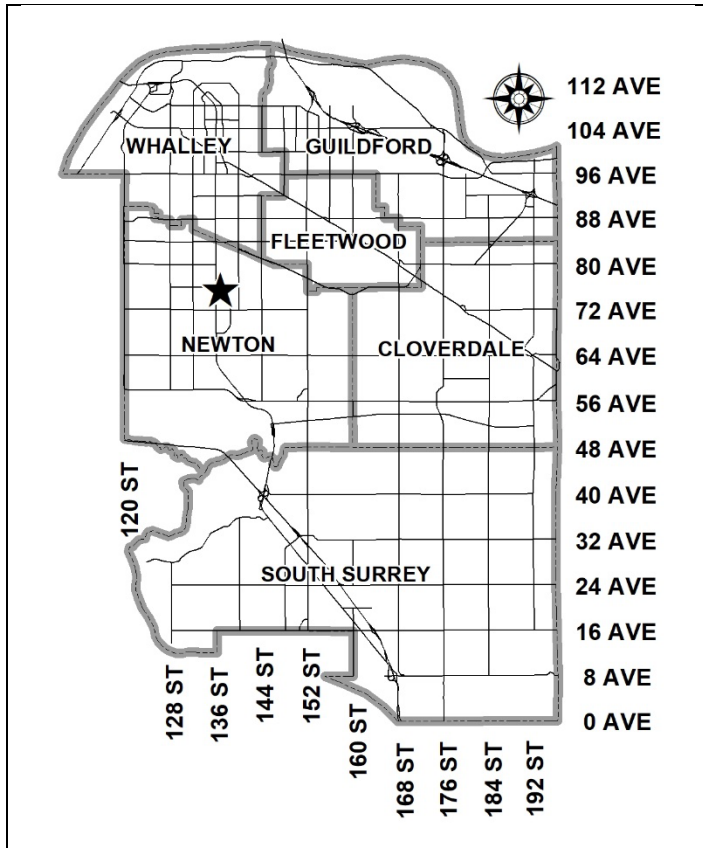 112 AVE
104 AVE
WHALLEY
GUILDFORD
96 AVE
88 AVE
FLEETWOOD
80 AVE
72 AVE
NEWTON
CLOVERDALE
64 AVE
56 AVE
48 AVE
120 ST
40 AVE
32 AVE
SOUTH SURREY
24 AVE
16 AVE
8 AVE
0 AVE
128 ST
136 ST
144 ST
152 ST
160 ST
168 ST
176 ST
184 ST
192 ST